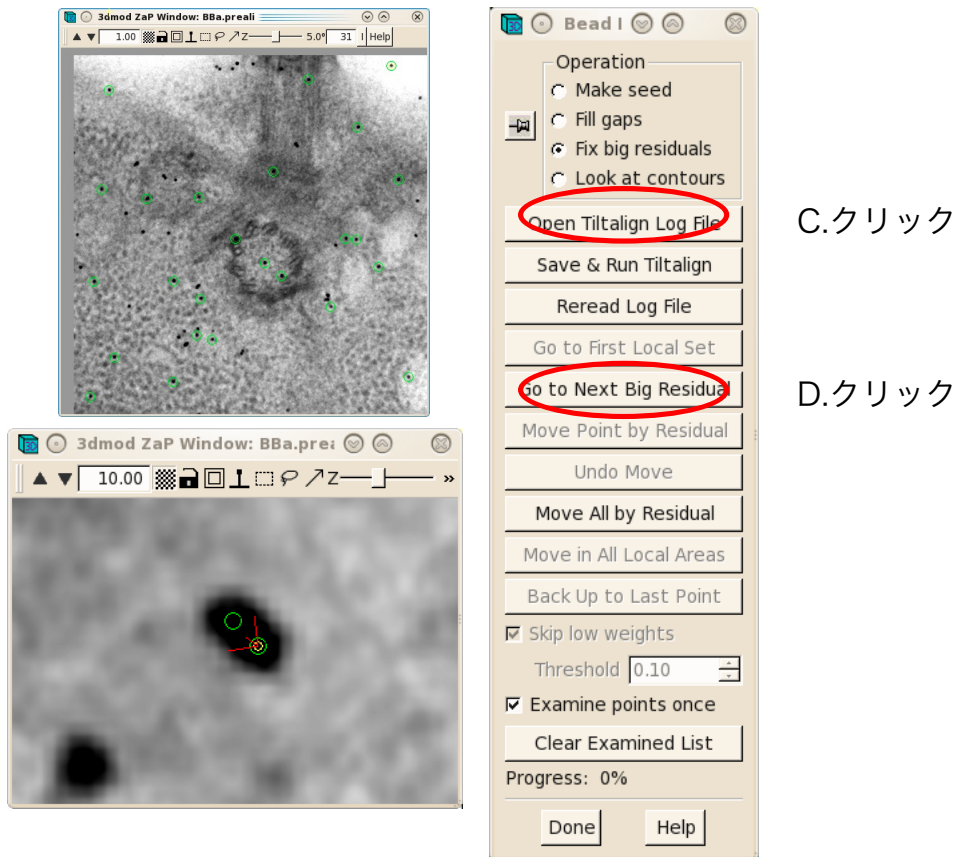 3dmod ZaP Window: BBa.preali
1.00
Z
5.0°
31
I
Help
3dmod ZaP Window: BBa.prea
10.00
Z
»
Bead
Operation
Make seed
Fill gaps
Fix big residuals
Look at contours
Open Tiltalign Log File
C.クリック
Save & Run Tiltalign
Reread Log File
Go to First Local Set
Go to Next Big Residual
D.クリック
Move Point by Residual
Undo Move
Move All by Residual
Move in All Local Areas
Back Up to Last Point
Skip low weights
Threshold 0.10
Examine points once
Clear Examined List
Progress: 0%
Done
Help